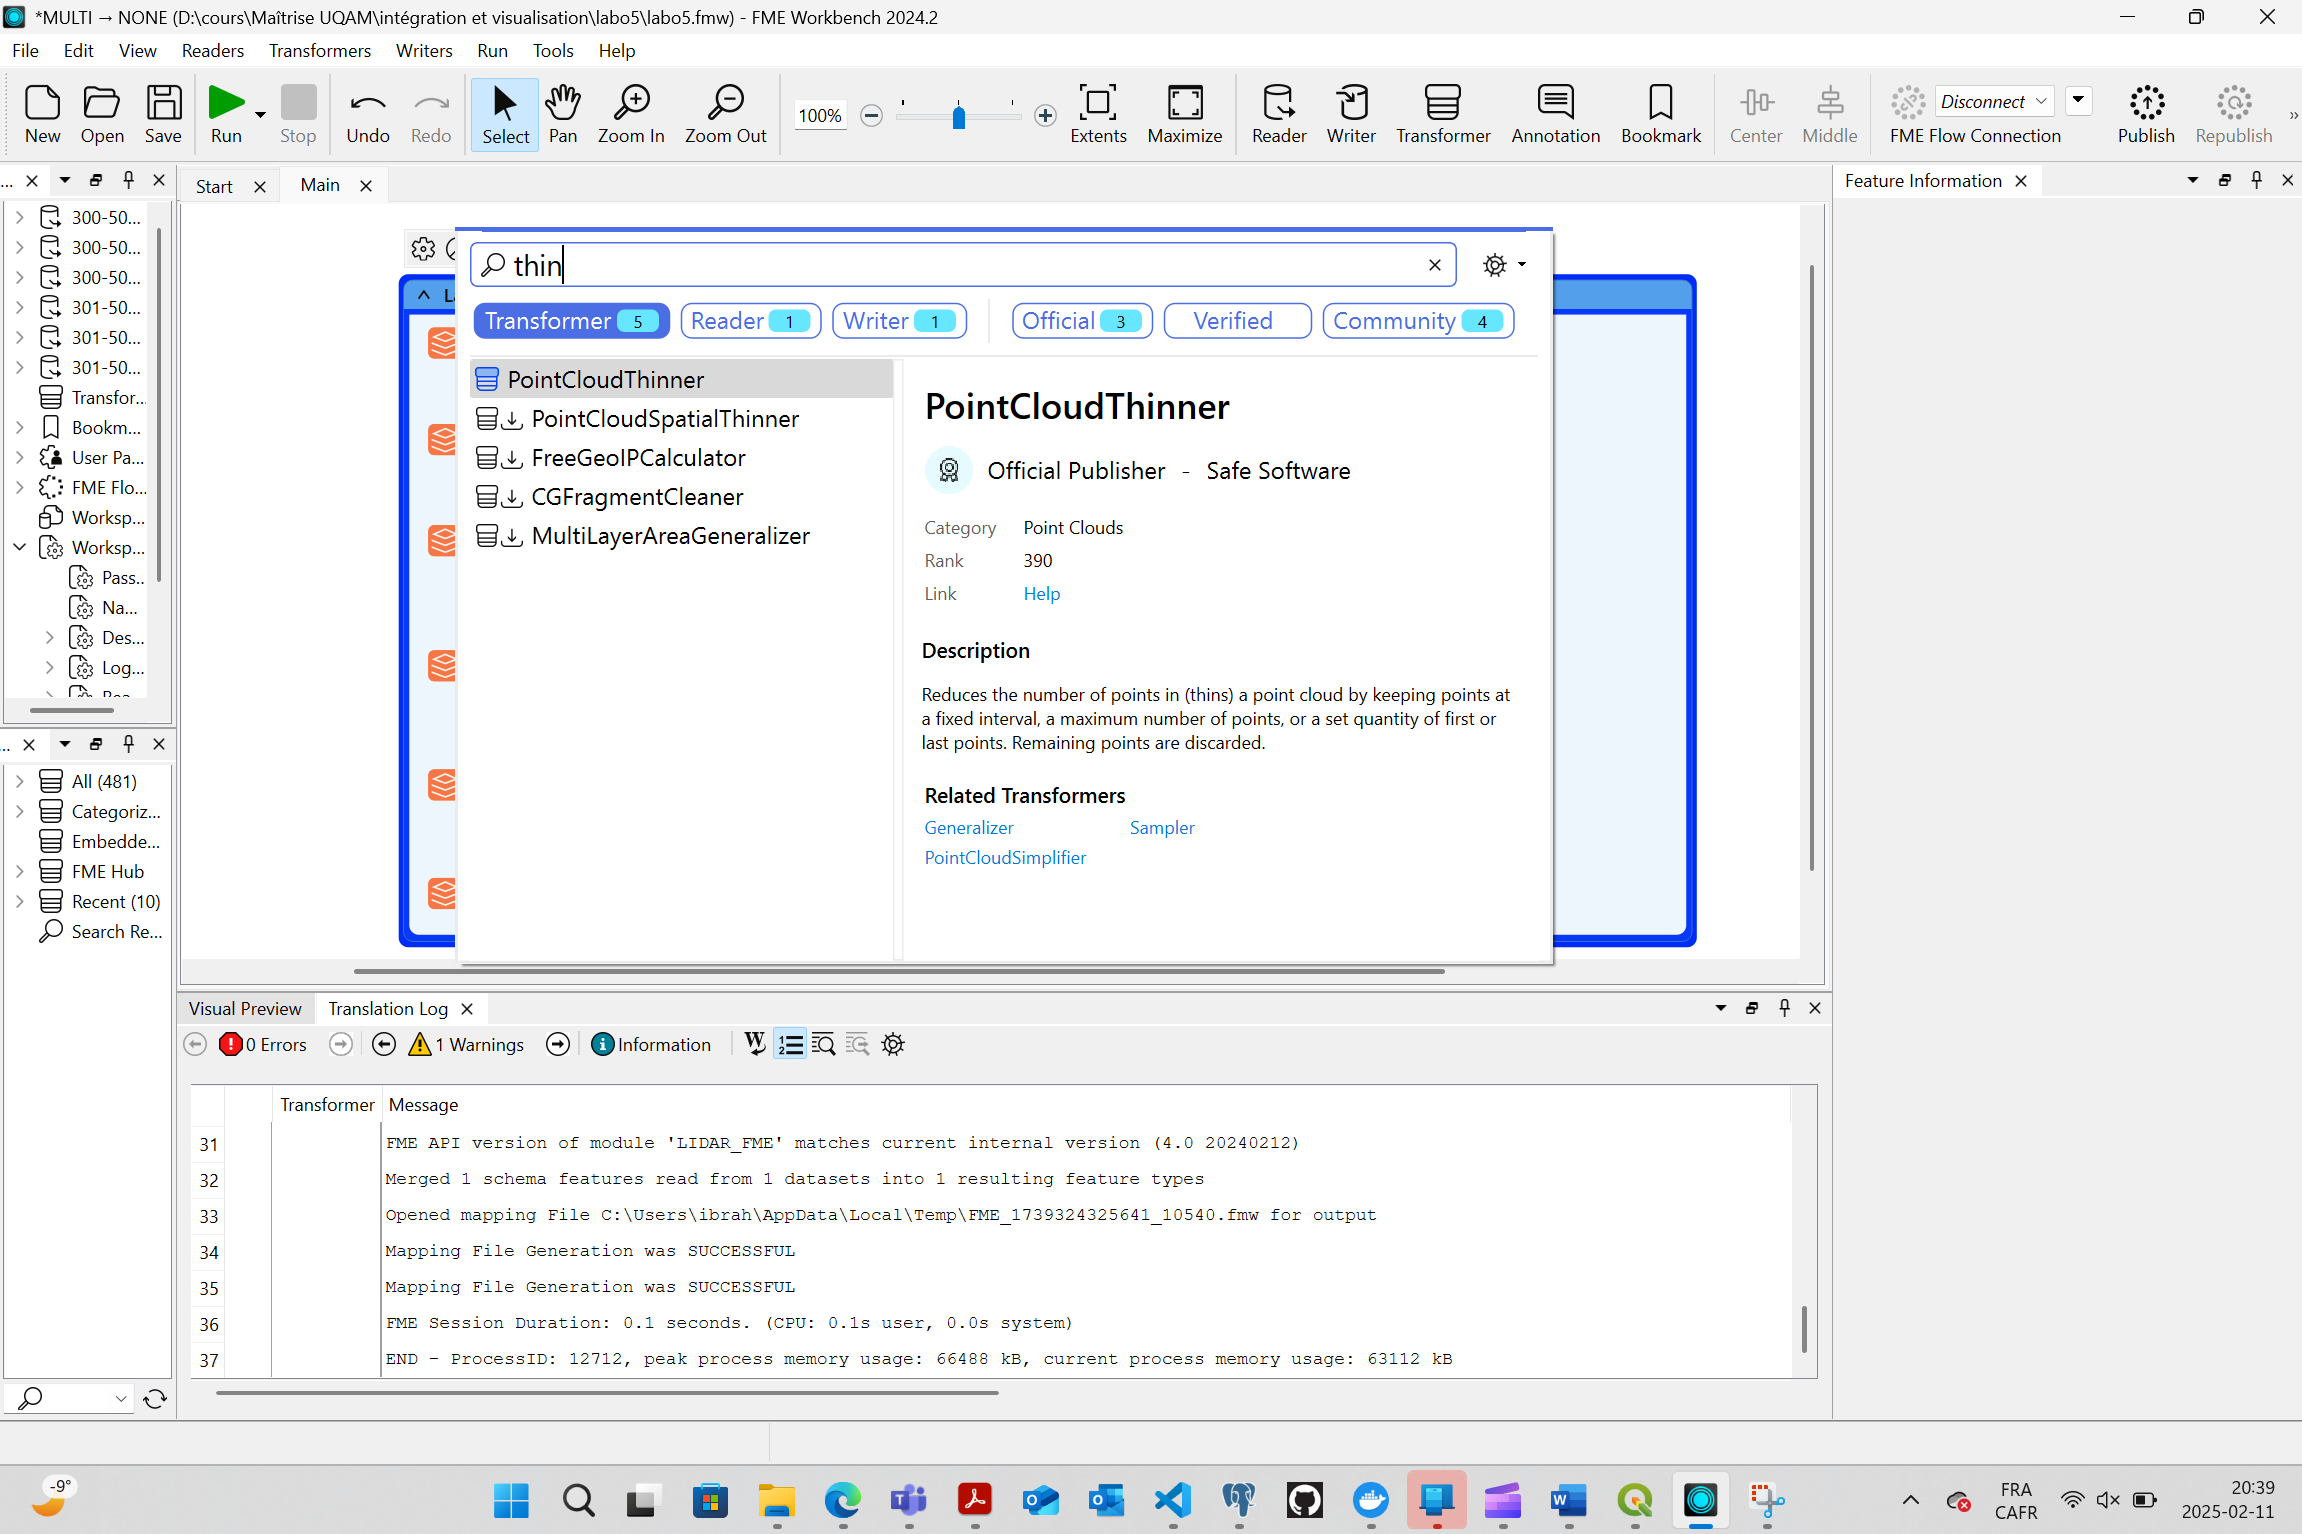 *MULTI → NONE (D:\cours\Maîtrise UQAM\intégration et visualisation\labo5\labo5.fmw) - FME Workbench 2024.2
File Edit View Readers Transformers Writers Run Tools Help
New Open Save Run Stop Undo Redo Select Pan Zoom In Zoom Out 100% Extents Maximize Reader Writer Transformer Annotation Bookmark Center Middle Disconnect FME Flow Connection Publish Republish »
...
Start Main
Feature Information
300-50...
300-50...
300-50...
301-50...
301-50...
301-50...
Transfor...
Bookm...
User Pa...
FME Flo...
Worksp...
Worksp...
Pass...
Na...
Des...
Log...
thin
Transformer 5 Reader 1 Writer 1 Official 3 Verified Community 4
PointCloudThinner
PointCloudSpatialThinner
FreeGeoIPCalculator
CGFragmentCleaner
MultiLayerAreaGeneralizer
PointCloudThinner
Official Publisher - Safe Software
Category Point Clouds
Rank 390
Link Help
Description
Reduces the number of points in (thins) a point cloud by keeping points at
a fixed interval, a maximum number of points, or a set quantity of first or
last points. Remaining points are discarded.
Related Transformers
Generalizer Sampler
PointCloudSimplifier
...
All (481)
Categoriz...
Embedde...
FME Hub
Recent (10)
Search Re...
Visual Preview Translation Log
0 Errors 1 Warnings Information
Transformer Message
31 FME API version of module 'LIDAR_FME' matches current internal version (4.0 20240212)
32 Merged 1 schema features read from 1 datasets into 1 resulting feature types
33 Opened mapping File C:\Users\ibrah\AppData\Local\Temp\FME_1739324325641_10540.fmw for output
34 Mapping File Generation was SUCCESSFUL
35 Mapping File Generation was SUCCESSFUL
36 FME Session Duration: 0.1 seconds. (CPU: 0.1s user, 0.0s system)
37 END - ProcessID: 12712, peak process memory usage: 66488 kB, current process memory usage: 63112 kB
-9°
FRA
CAFR
20:39
2025-02-11